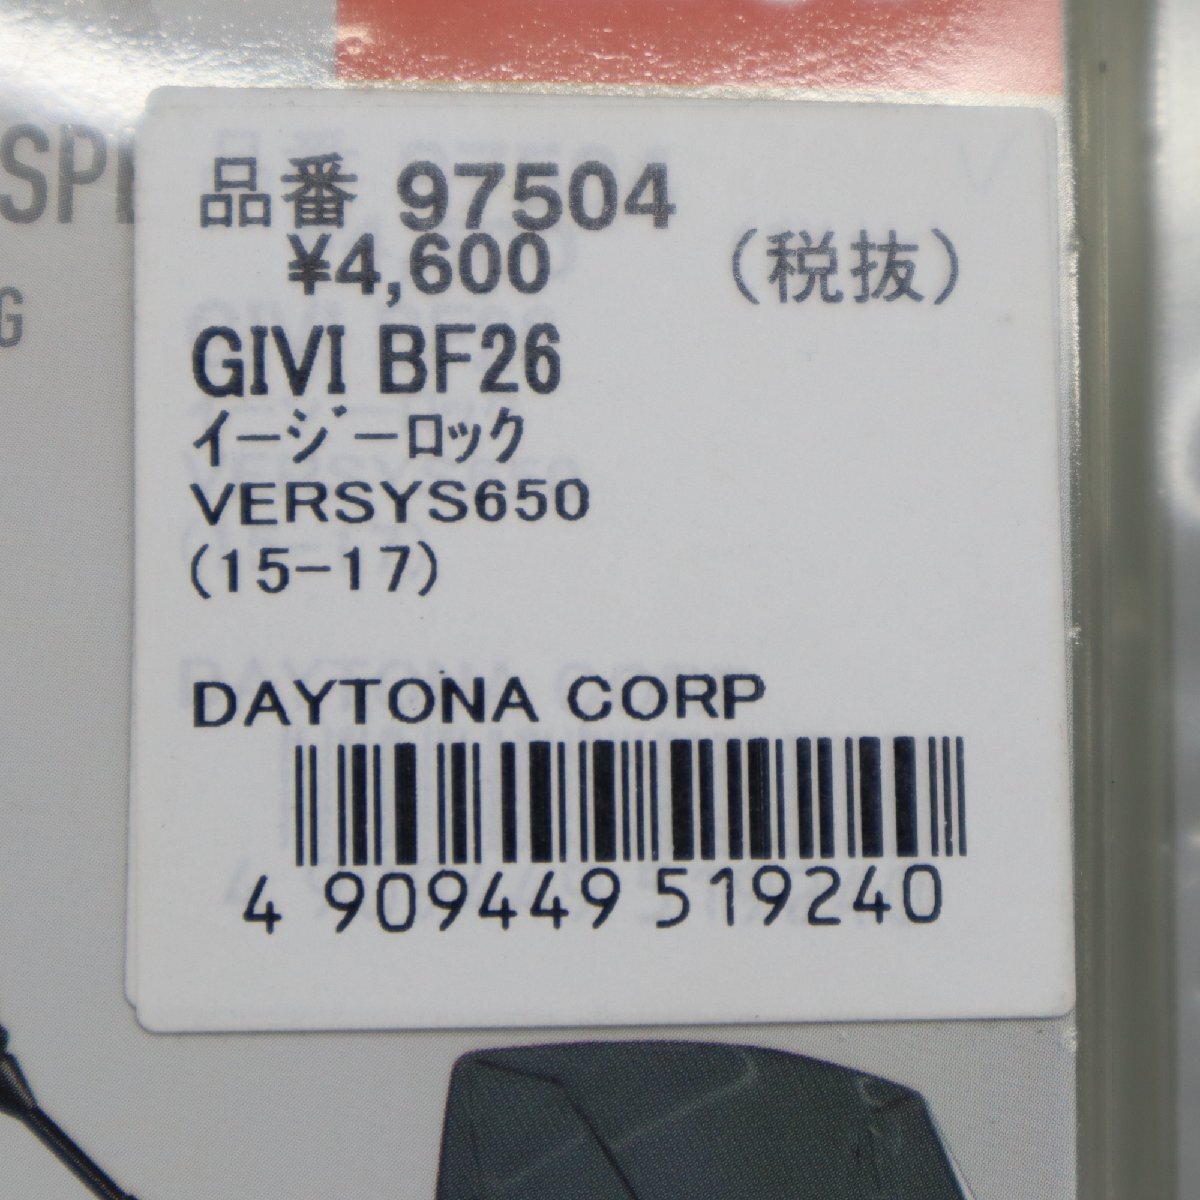 品番 97504
¥4,600 (税抜)
GIVI BF26
イージーロック
VERSYS650
(15-17)
DAYTONA CORP
4 909449 519240